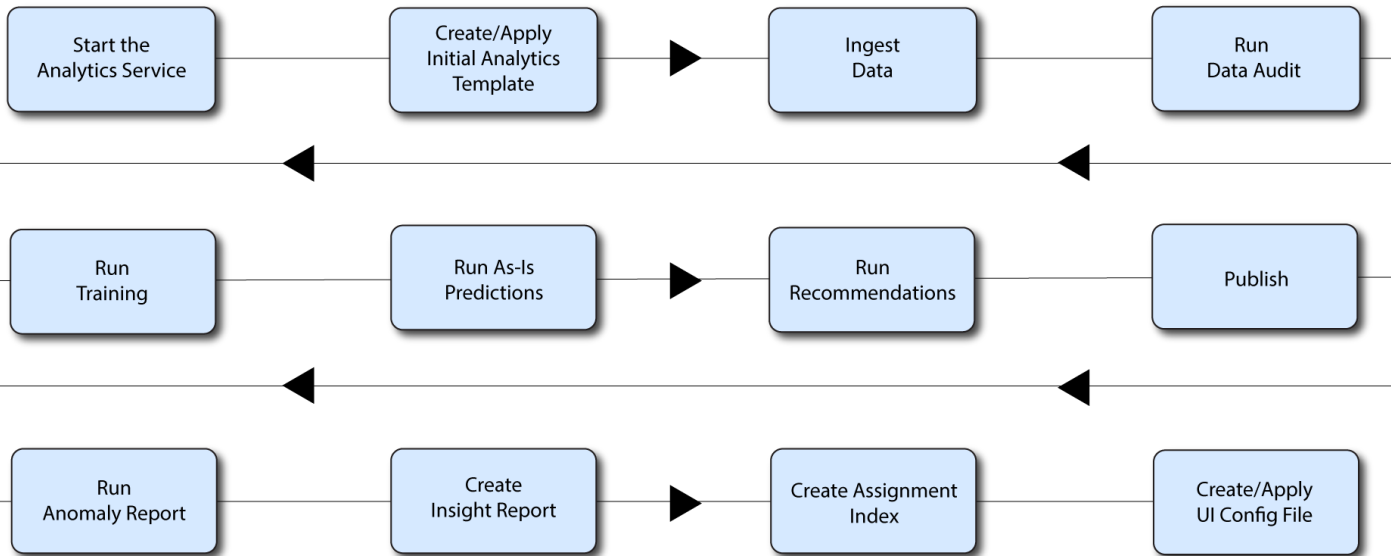 Start the
Analytics Service
Create/Apply
Initial Analytics
Template
Ingest
Data
Run
Data Audit
Run
Training
Run As-Is
Predictions
Run
Recommendations
Publish
Run
Anomaly Report
Create
Insight Report
Create Assignment
Index
Create/Apply
UI Config File